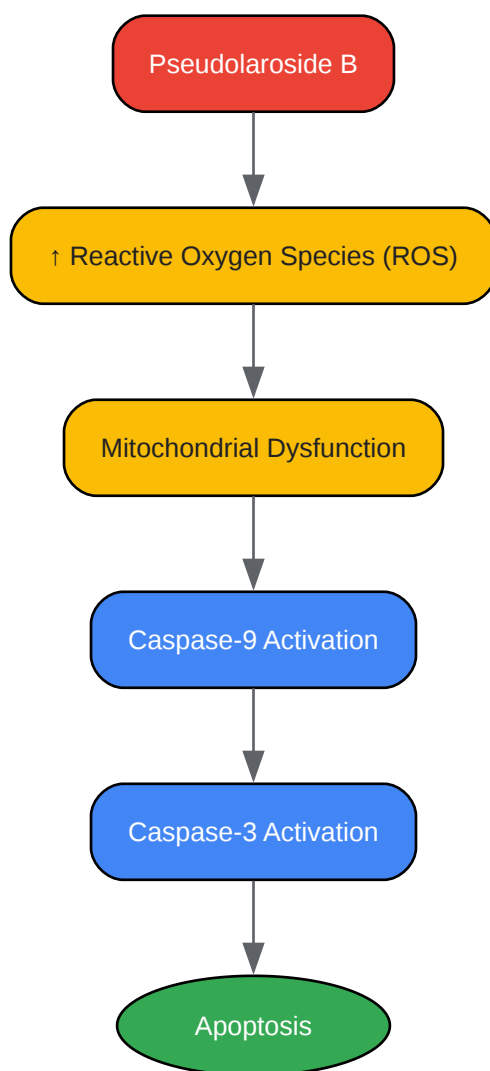 Pseudolaroside B
↑ Reactive Oxygen Species (ROS)
Mitochondrial Dysfunction
Caspase-9 Activation
Caspase-3 Activation
Apoptosis